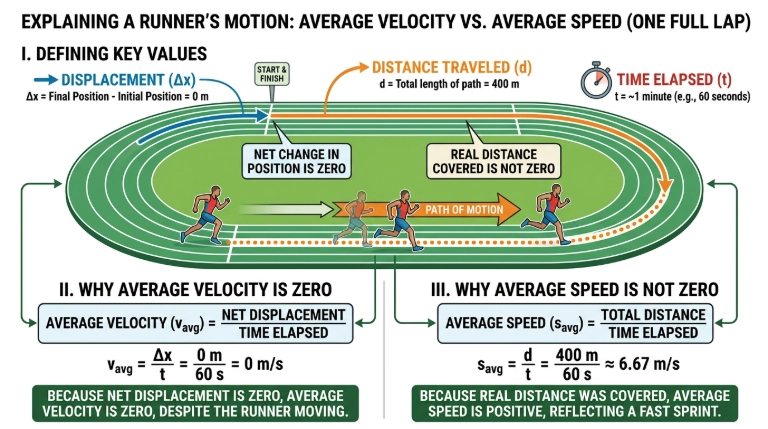 EXPLAINING A RUNNER'S MOTION: AVERAGE VELOCITY VS. AVERAGE SPEED (ONE FULL LAP)
I. DEFINING KEY VALUES
DISPLACEMENT (Δx)
Δx = Final Position - Initial Position = 0 m
START &
FINISH
DISTANCE TRAVELED (d)
d = Total length of path = 400 m
TIME ELAPSED (t)
t = ~1 minute (e.g., 60 seconds)
NET CHANGE IN
POSITION IS ZERO
REAL DISTANCE
COVERED IS NOT ZERO
PATH OF MOTION
II. WHY AVERAGE VELOCITY IS ZERO
AVERAGE VELOCITY (vavg) = NET DISPLACEMENT / TIME ELAPSED
vavg = Δx / t = 0 m / 60 s = 0 m/s
BECAUSE NET DISPLACEMENT IS ZERO, AVERAGE
VELOCITY IS ZERO, DESPITE THE RUNNER MOVING.
III. WHY AVERAGE SPEED IS NOT ZERO
AVERAGE SPEED (savg) = TOTAL DISTANCE / TIME ELAPSED
savg = d / t = 400 m / 60 s ≈ 6.67 m/s
BECAUSE REAL DISTANCE WAS COVERED, AVERAGE
SPEED IS POSITIVE, REFLECTING A FAST SPRINT.